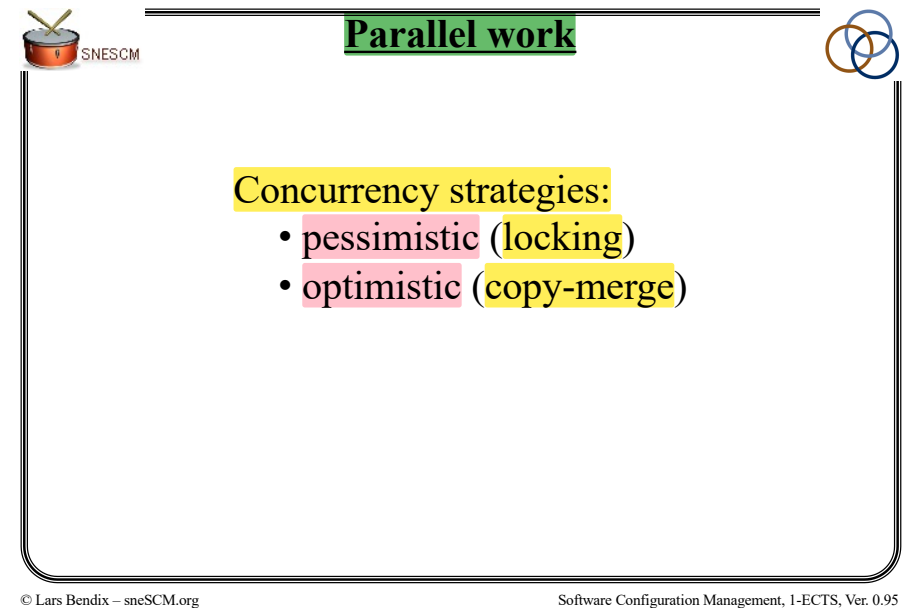 SNESCM
Parallel work
Concurrency strategies:
• pessimistic (locking)
• optimistic (copy-merge)
© Lars Bendix – sneSCM.org
Software Configuration Management, 1-ECTS, Ver. 0.95